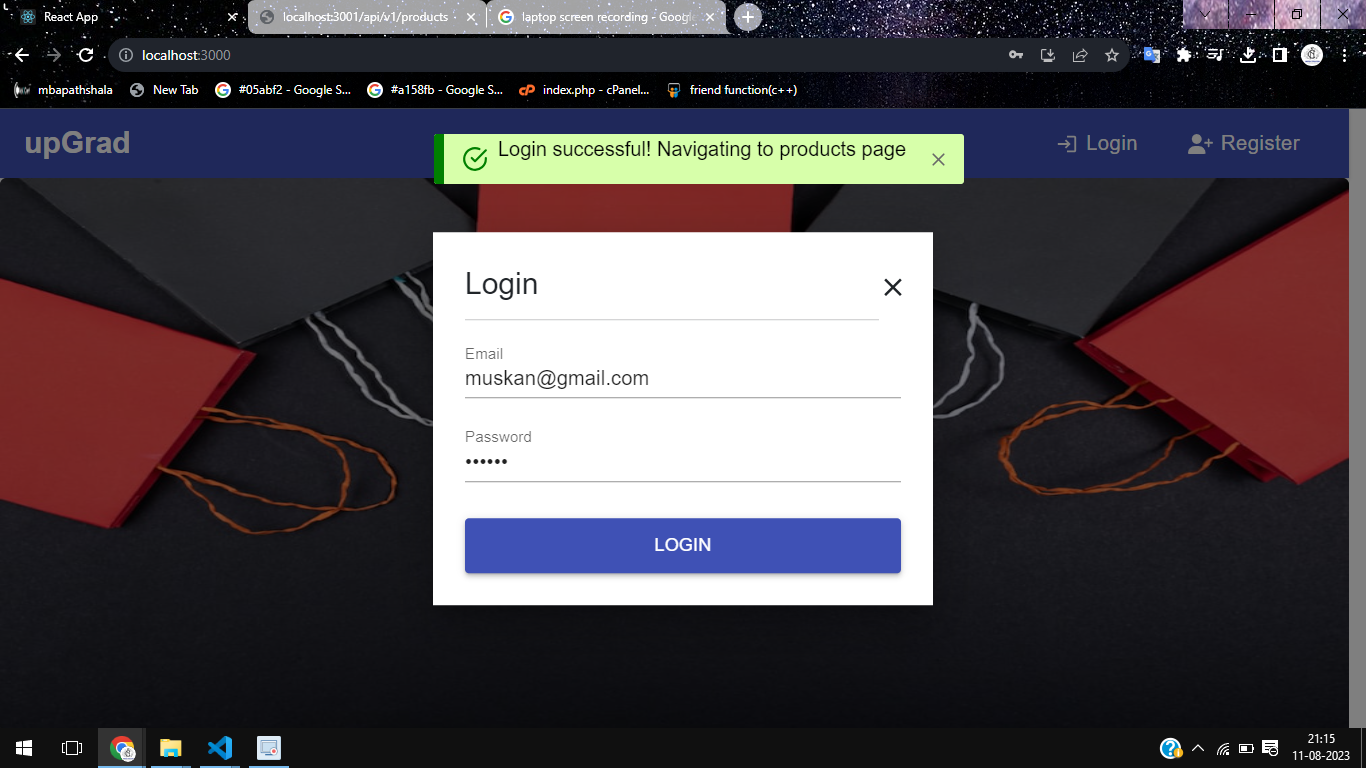 React App
localhost:3001/api/v1/products
laptop screen recording - Google
localhost:3000
mbapathshala
New Tab
#05abf2 - Google S...
#a158fb - Google S...
index.php - cPanel...
friend function(c++)
upGrad
Login successful! Navigating to products page
Login
Register
Login
Email
muskan@gmail.com
Password
••••••
LOGIN
21:15
11-08-2023